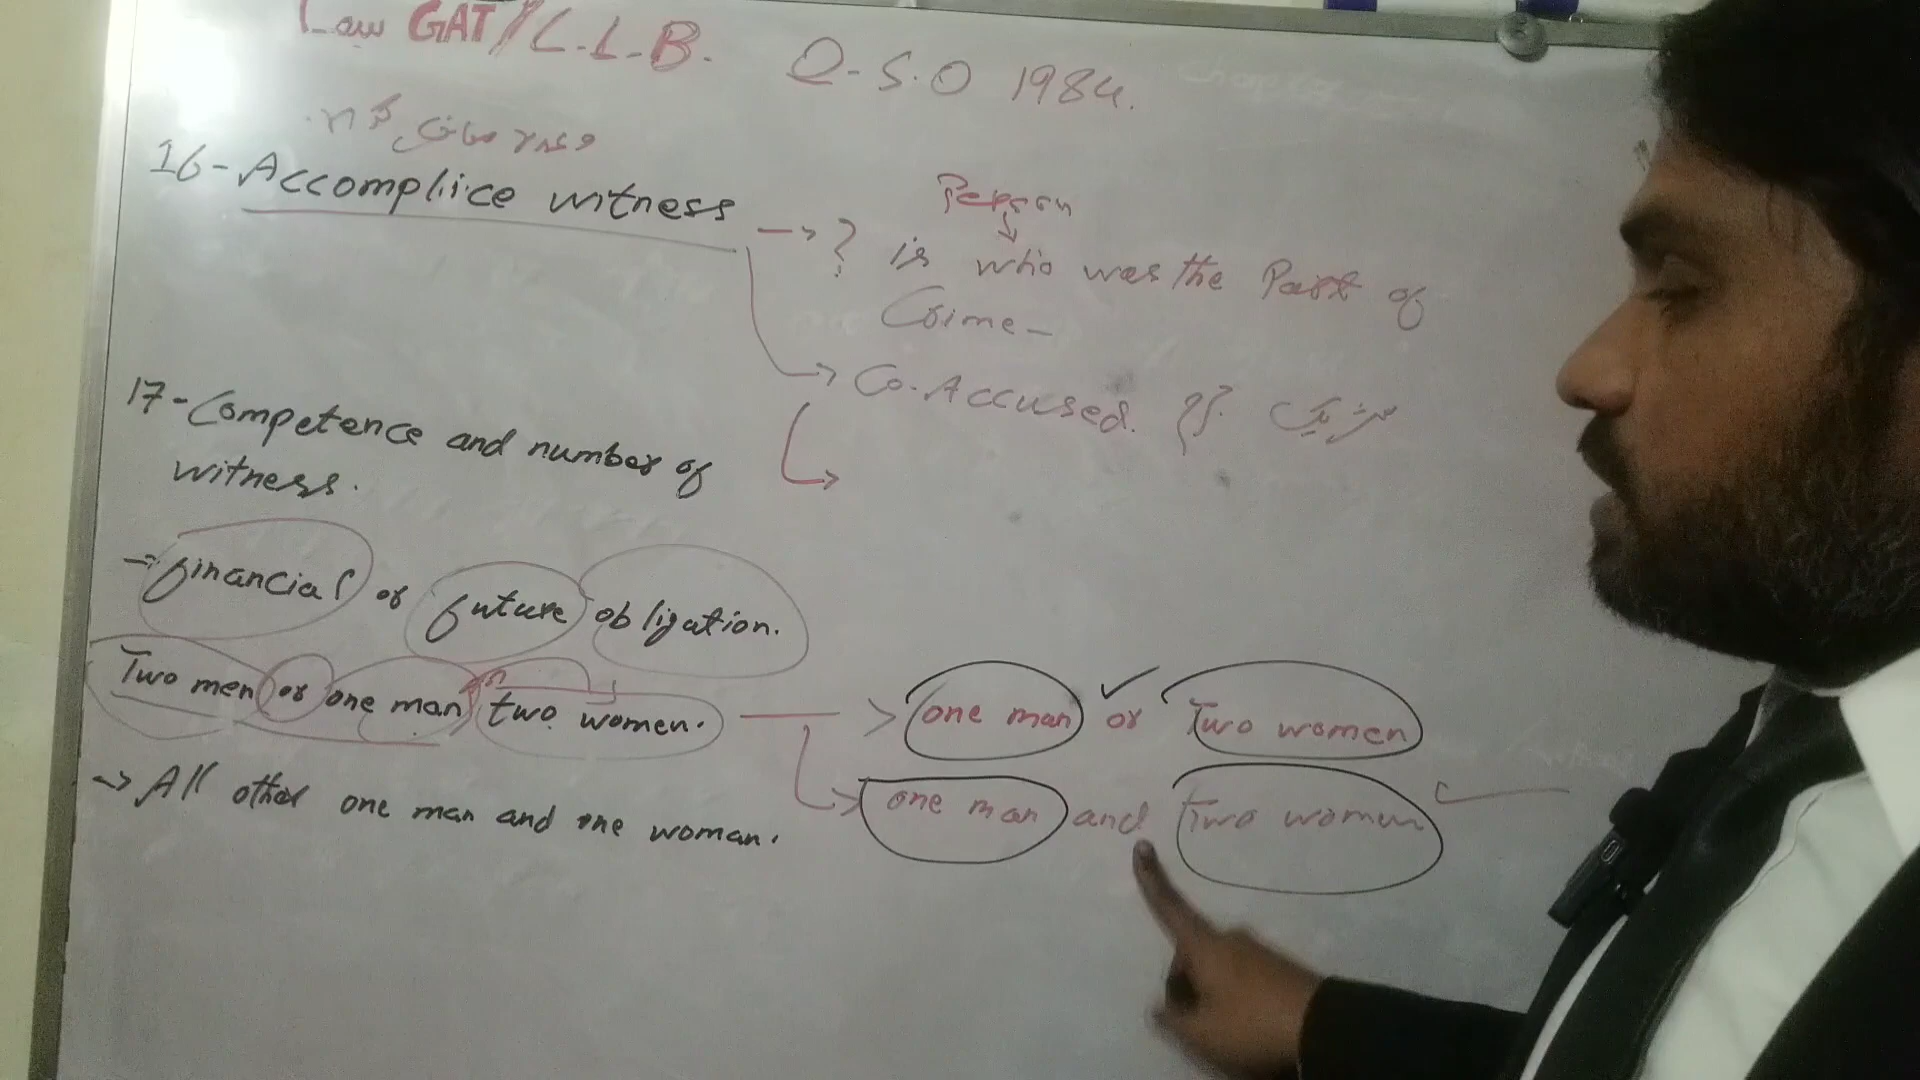 Law GAT/L.L.B. Q.S.O 1984.
16-Accompliice witness
Person
→ ? is who was the Part of
Crime-
→ Co-Accused. شریک
17-Competence and number of
witness.
→ financial or future obligation.
Two men or one man two women. → one man or Two women
→ one man and Two women
→ All other one man and one woman.